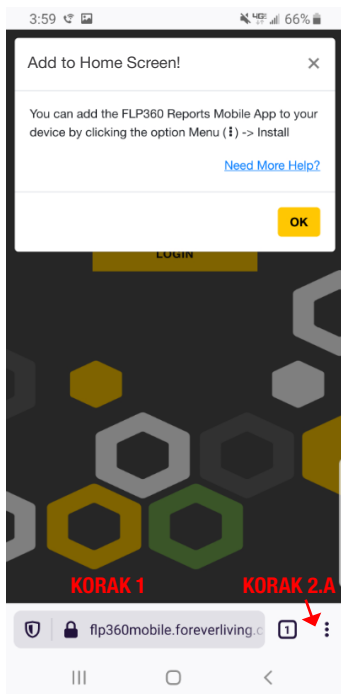 3:59 66%
Add to Home Screen! ×
You can add the FLP360 Reports Mobile App to your
device by clicking the option Menu (⋮) -> Install
Need More Help?
OK
LOGIN
KORAK 1 KORAK 2.A
flp360mobile.foreverliving.c 1